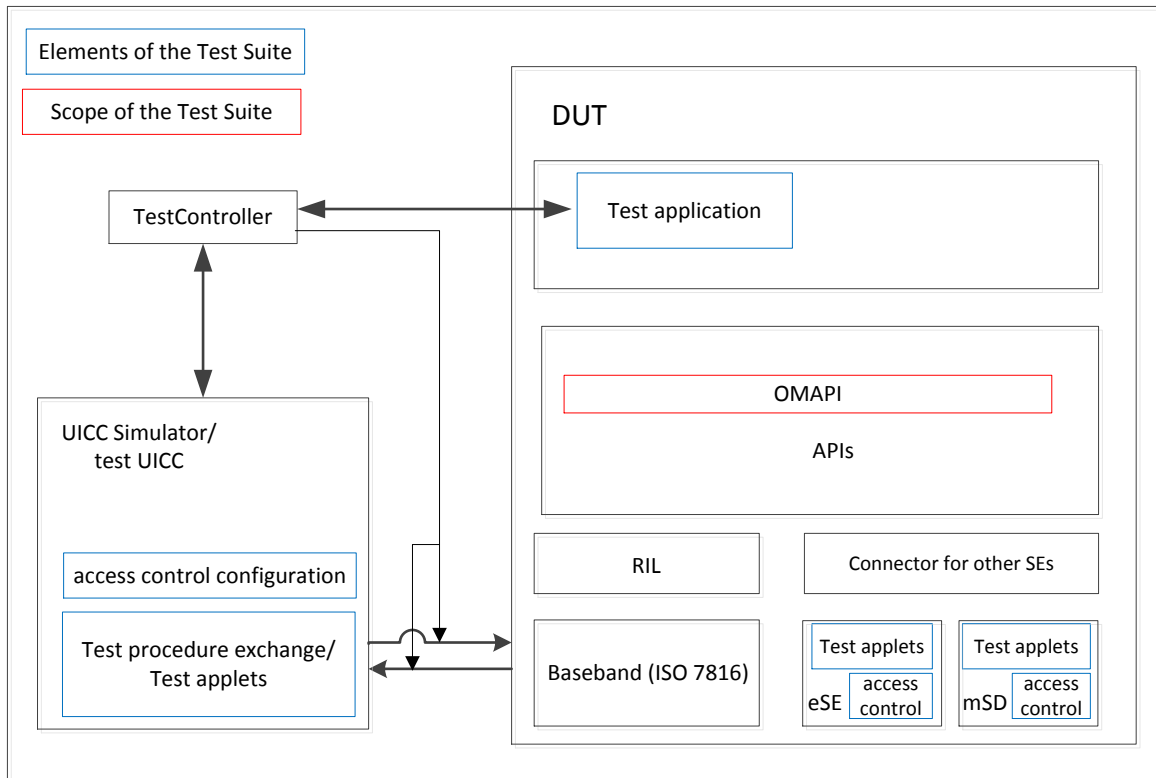 Elements of the Test Suite
Scope of the Test Suite
DUT
TestController
Test application
OMAPI
APIs
UICC Simulator/
test UICC
access control configuration
Test procedure exchange/
Test applets
RIL
Connector for other SEs
Baseband (ISO 7816)
Test applets
eSE
access
control
Test applets
mSD
access
control